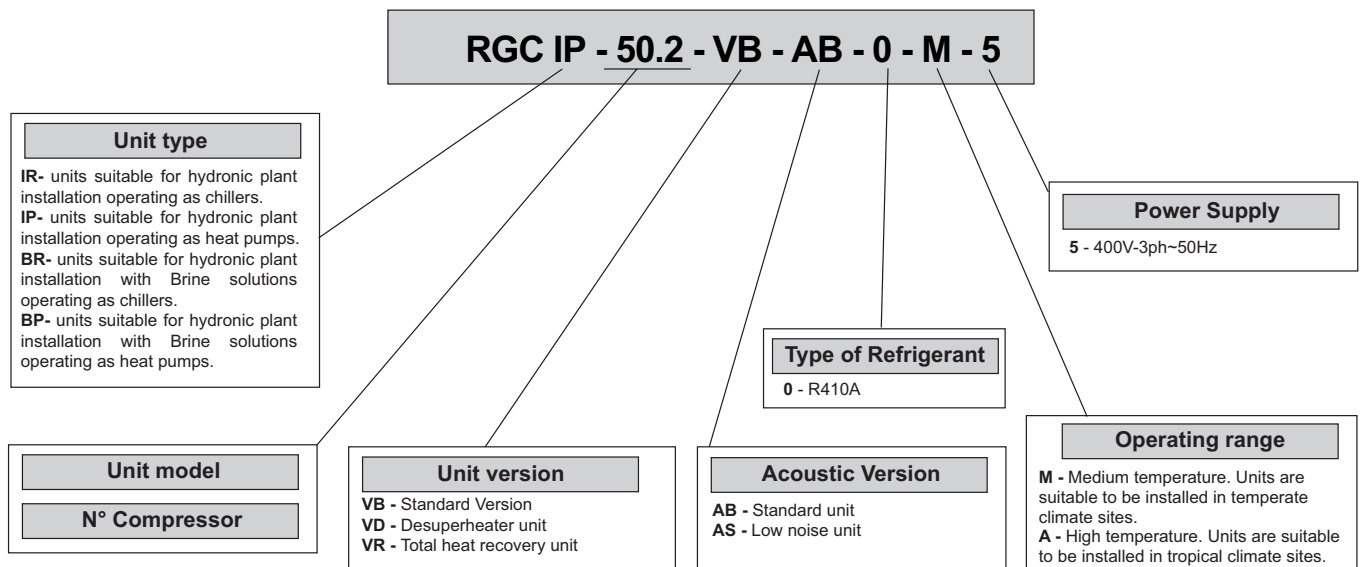 RGC IP - 50.2 - VB - AB - 0 - M - 5
Unit type
IR- units suitable for hydronic plant
installation operating as chillers.
IP- units suitable for hydronic plant
installation operating as heat pumps.
BR- units suitable for hydronic plant
installation with Brine solutions
operating as chillers.
BP- units suitable for hydronic plant
installation with Brine solutions
operating as heat pumps.
Power Supply
5 - 400V-3ph~50Hz
Type of Refrigerant
0 - R410A
Unit model
N° Compressor
Unit version
VB - Standard Version
VD - Desuperheater unit
VR - Total heat recovery unit
Acoustic Version
AB - Standard unit
AS - Low noise unit
Operating range
M - Medium temperature. Units are
suitable to be installed in temperate
climate sites.
A - High temperature. Units are suitable
to be installed in tropical climate sites.